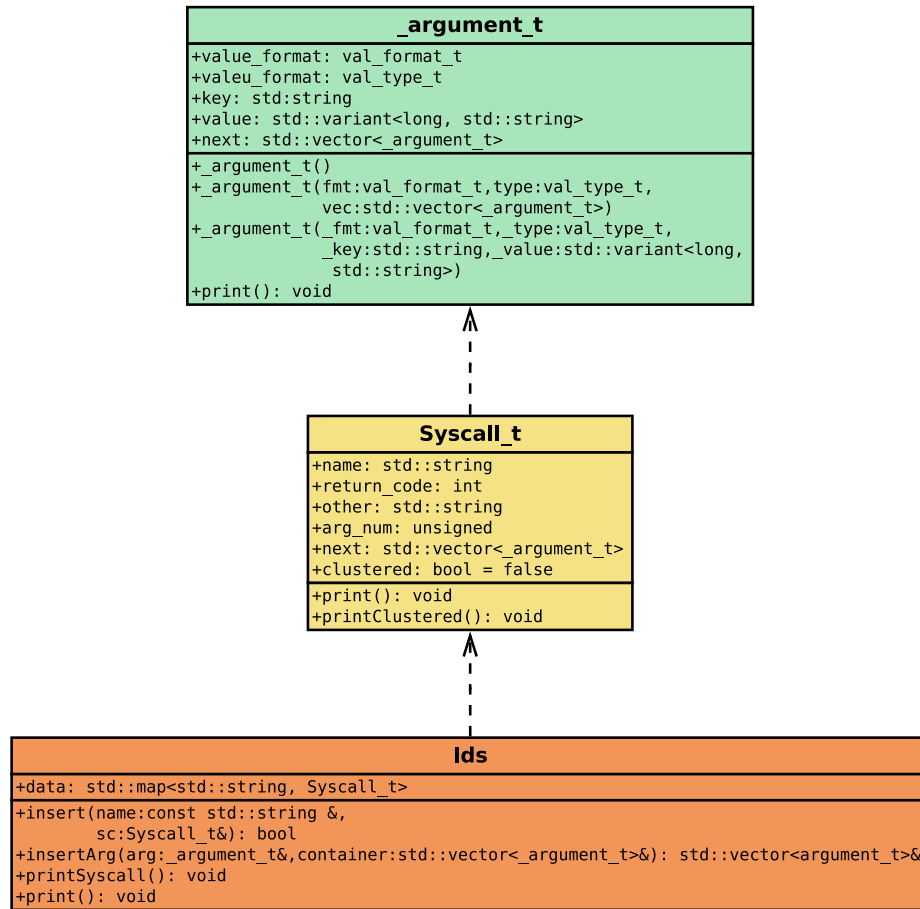 _argument_t
+value_format: val_format_t
+valeu_format: val_type_t
+key: std:string
+value: std::variant<long, std::string>
+next: std::vector<_argument_t>
+_argument_t()
+_argument_t(fmt:val_format_t,type:val_type_t,
vec:std::vector<_argument_t>)
+_argument_t(_fmt:val_format_t,_type:val_type_t,
_key:std::string,_value:std::variant<long,
std::string>)
+print(): void
Syscall_t
+name: std::string
+return_code: int
+other: std::string
+arg_num: unsigned
+next: std::vector<_argument_t>
+clustered: bool = false
+print(): void
+printClustered(): void
Ids
+data: std::map<std::string, Syscall_t>
+insert(name:const std::string &,
sc:Syscall_t&): bool
+insertArg(arg:_argument_t&,container:std::vector<_argument_t>&): std::vector<argument_t>&
+printSyscall(): void
+print(): void